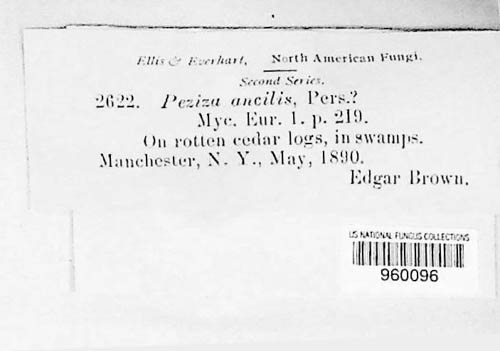 Ellis & Everhart, North American Fungi.
Second Series.
2622. Peziza ancilis, Pers.?
Myc. Eur. 1. p. 219.
On rotten cedar logs, in swamps.
Manchester, N. Y., May, 1890.
Edgar Brown.
US NATIONAL FUNGUS COLLECTIONS
960096